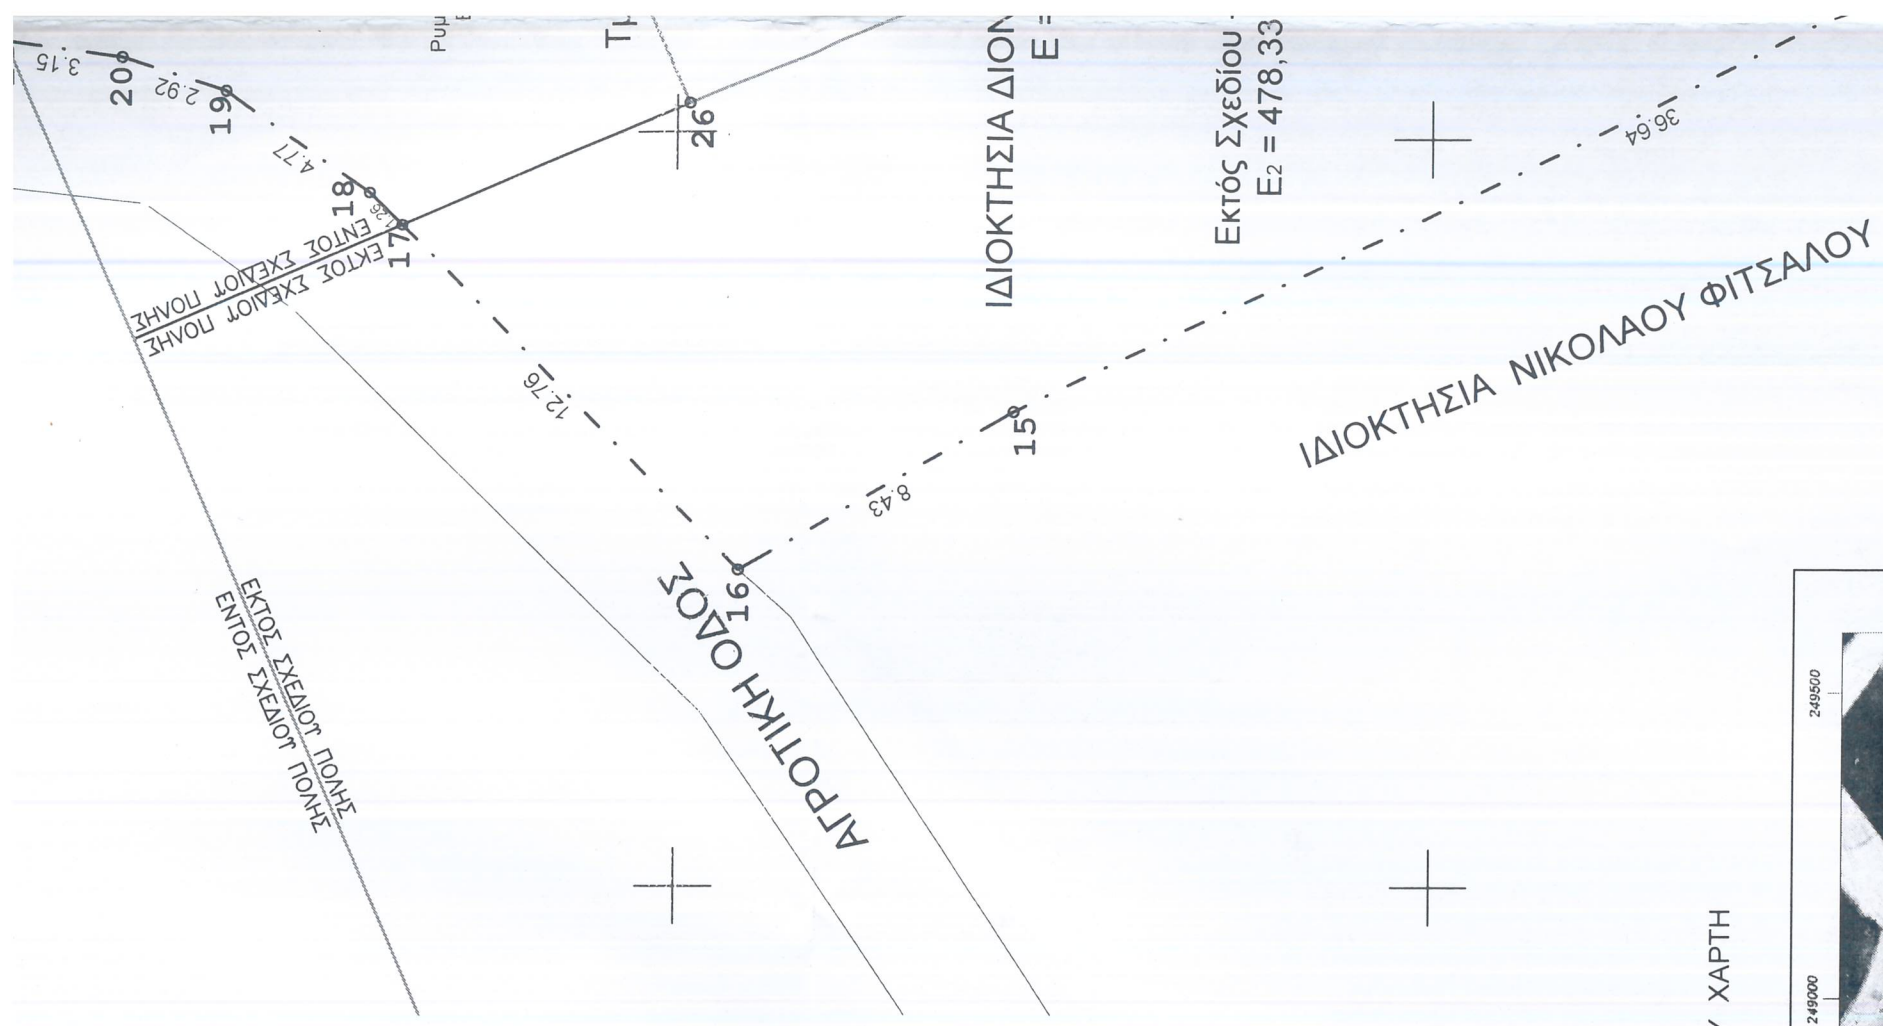 3.15
20
2.92
19
4.77
18
1.26
17
26
ΕΝΤΟΣ ΣΧΕΔΙΟΥ ΠΟΛΗΣ
ΕΚΤΟΣ ΣΧΕΔΙΟΥ ΠΟΛΗΣ
12.76
16
8.43
15
36.64
ΙΔΙΟΚΤΗΣΙΑ
Ε =
Εκτός Σχεδίου
Ε2 = 478,33
ΙΔΙΟΚΤΗΣΙΑ ΝΙΚΟΛΑΟΥ ΦΙΤΣΑΛΟΥ
ΑΓΡΟΤΙΚΗ ΟΔΟΣ
ΕΚΤΟΣ ΣΧΕΔΙΟΥ ΠΟΛΗΣ
ΕΝΤΟΣ ΣΧΕΔΙΟΥ ΠΟΛΗΣ
ΧΑΡΤΗ
249500
249000